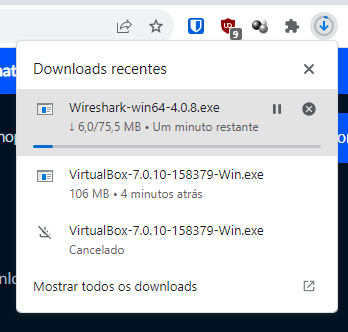 9
Downloads recentes
Wireshark-win64-4.0.8.exe
↓ 6,0/75,5 MB • Um minuto restante
VirtualBox-7.0.10-158379-Win.exe
106 MB • 4 minutos atrás
VirtualBox-7.0.10-158379-Win.exe
Cancelado
Mostrar todos os downloads